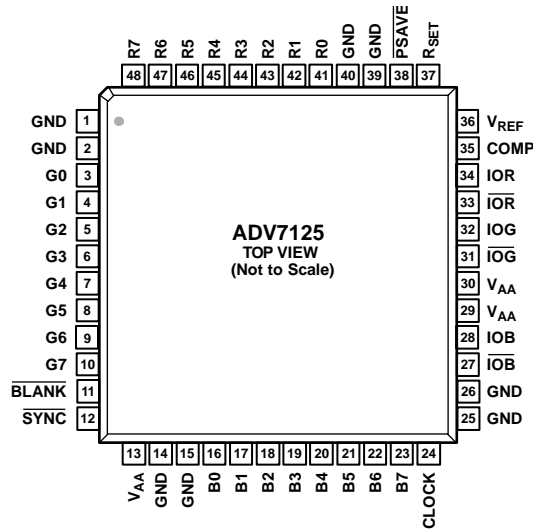 R7 R6 R5 R4 R3 R2 R1 R0 GND GND PSAVE RSET
48 47 46 45 44 43 42 41 40 39 38 37
GND 1
GND 2
G0 3
G1 4
G2 5
G3 6
G4 7
G5 8
G6 9
G7 10
BLANK 11
SYNC 12
ADV7125
TOP VIEW
(Not to Scale)
36 VREF
35 COMP
34 IOR
33 IOR
32 IOG
31 IOG
30 VAA
29 VAA
28 IOB
27 IOB
26 GND
25 GND
13 14 15 16 17 18 19 20 21 22 23 24
VAA GND GND B0 B1 B2 B3 B4 B5 B6 B7 CLOCK